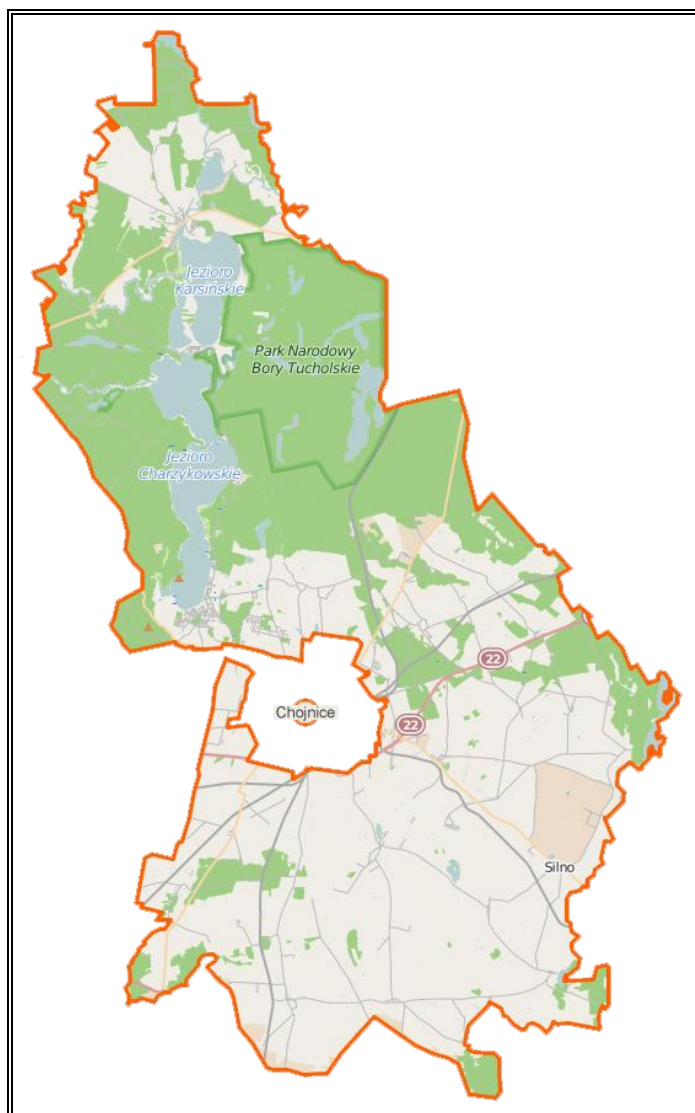 Jezioro
Karsińskie
Park Narodowy
Bory Tucholskie
Jezioro
Charzykowskie
22
Chojnice
22
Silno